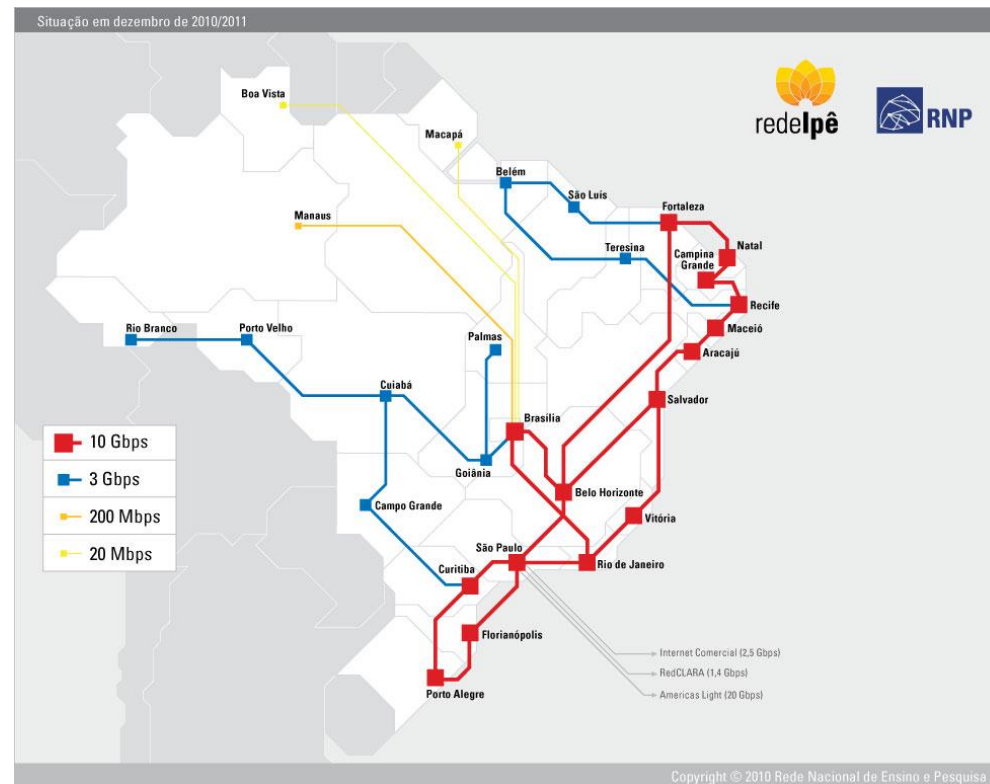 Situação em dezembro de 2010/2011
redeIpê
RNP
Boa Vista
Macapá
Belém
São Luis
Fortaleza
Manaus
Teresina
Campina
Grande
Natal
Recife
Rio Branco
Porto Velho
Palmas
Maceió
Aracajú
Cuiabá
Salvador
Brasilia
10 Gbps
3 Gbps
200 Mbps
20 Mbps
Goiânia
Belo Horizonte
Campo Grande
Vitória
São Paulo
Curitiba
Rio de Janeiro
Florianópolis
Porto Alegre
Internet Comercial (2,5 Gbps)
RedCLARA (1,4 Gbps)
Americas Light (20 Gbps)
Copyright © 2010 Rede Nacional de Ensino e Pesquisa